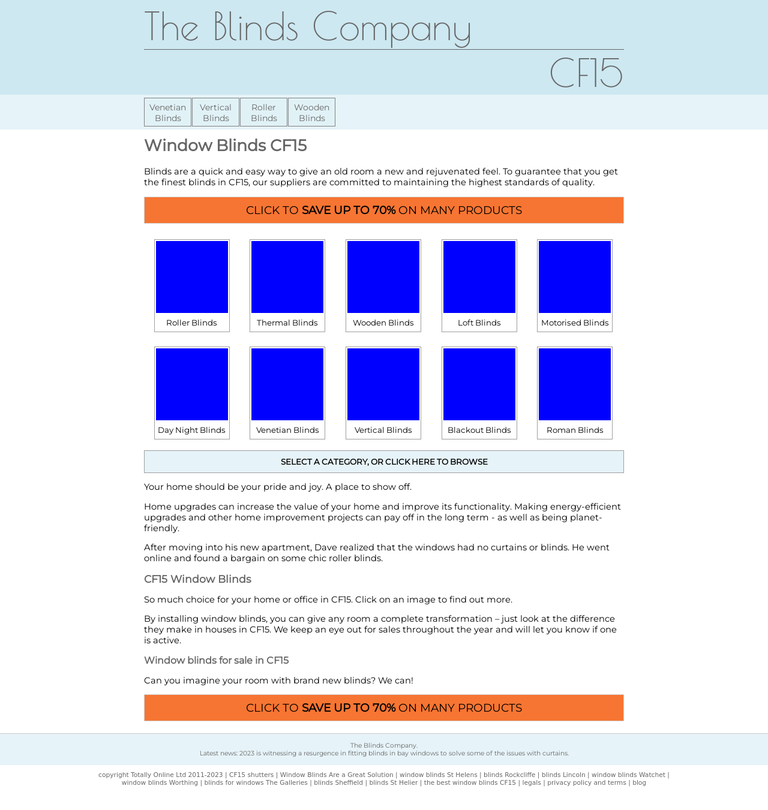 The Blinds Company
CF15
Venetian Blinds
Vertical Blinds
Roller Blinds
Wooden Blinds
Window Blinds CF15
Blinds are a quick and easy way to give an old room a new and rejuvenated feel. To guarantee that you get
the finest blinds in CF15, our suppliers are committed to maintaining the highest standards of quality.
CLICK TO SAVE UP TO 70% ON MANY PRODUCTS
Roller Blinds
Thermal Blinds
Wooden Blinds
Loft Blinds
Motorised Blinds
Day Night Blinds
Venetian Blinds
Vertical Blinds
Blackout Blinds
Roman Blinds
SELECT A CATEGORY, OR CLICK HERE TO BROWSE
Your home should be your pride and joy. A place to show off.
Home upgrades can increase the value of your home and improve its functionality. Making energy-efficient
upgrades and other home improvement projects can pay off in the long term - as well as being planet-
friendly.
After moving into his new apartment, Dave realized that the windows had no curtains or blinds. He went
online and found a bargain on some chic roller blinds.
CF15 Window Blinds
So much choice for your home or office in CF15. Click on an image to find out more.
By installing window blinds, you can give any room a complete transformation – just look at the difference
they make in houses in CF15. We keep an eye out for sales throughout the year and will let you know if one
is active.
Window blinds for sale in CF15
Can you imagine your room with brand new blinds? We can!
CLICK TO SAVE UP TO 70% ON MANY PRODUCTS
The Blinds Company.
Latest news: 2023 is witnessing a resurgence in fitting blinds in bay windows to solve some of the issues with curtains.
copyright Totally Online Ltd 2011-2023 | CF15 shutters | Window Blinds Are a Great Solution | window blinds St Helens | blinds Rockcliffe | blinds Lincoln | window blinds Watchet |
window blinds Worthing | blinds for windows The Galleries | blinds Sheffield | blinds St Helier | the best window blinds CF15 | legals | privacy policy and terms | blog